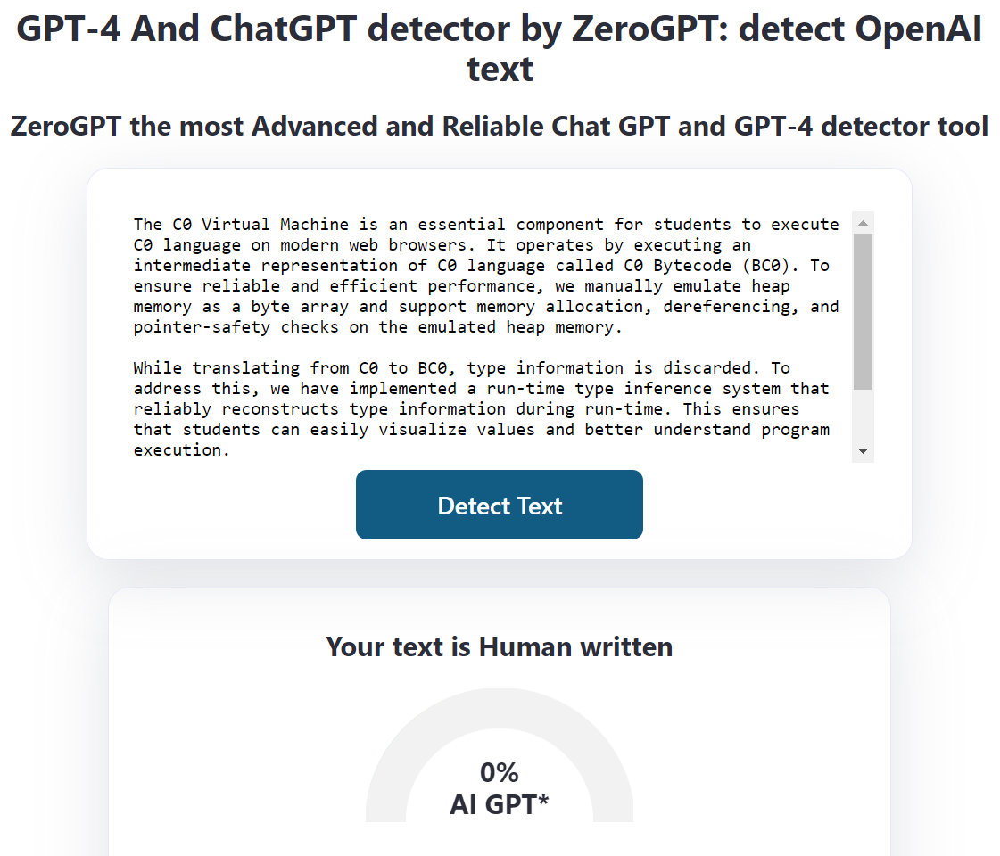 GPT-4 And ChatGPT detector by ZeroGPT: detect OpenAI
text
ZeroGPT the most Advanced and Reliable Chat GPT and GPT-4 detector tool
The C0 Virtual Machine is an essential component for students to execute
C0 language on modern web browsers. It operates by executing an
intermediate representation of C0 language called C0 Bytecode (BC0). To
ensure reliable and efficient performance, we manually emulate heap
memory as a byte array and support memory allocation, dereferencing, and
pointer-safety checks on the emulated heap memory.
While translating from C0 to BC0, type information is discarded. To
address this, we have implemented a run-time type inference system that
reliably reconstructs type information during run-time. This ensures
that students can easily visualize values and better understand program
execution.
Detect Text
Your text is Human written
0%
AI GPT*